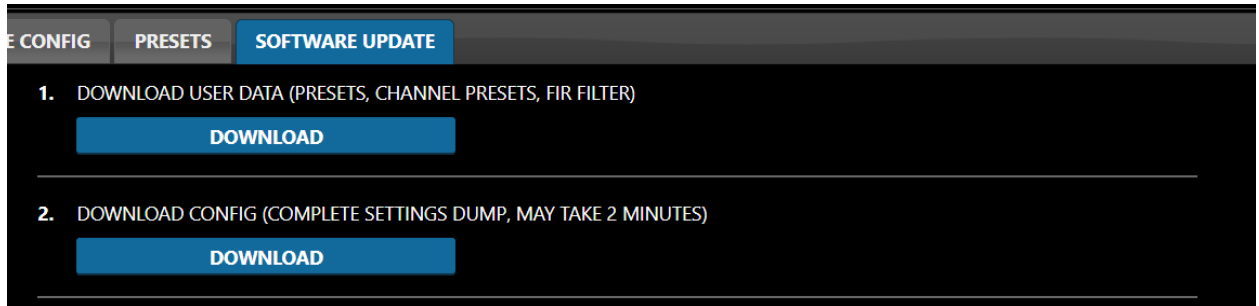 E CONFIG PRESETS SOFTWARE UPDATE
1. DOWNLOAD USER DATA (PRESETS, CHANNEL PRESETS, FIR FILTER)
DOWNLOAD
2. DOWNLOAD CONFIG (COMPLETE SETTINGS DUMP, MAY TAKE 2 MINUTES)
DOWNLOAD